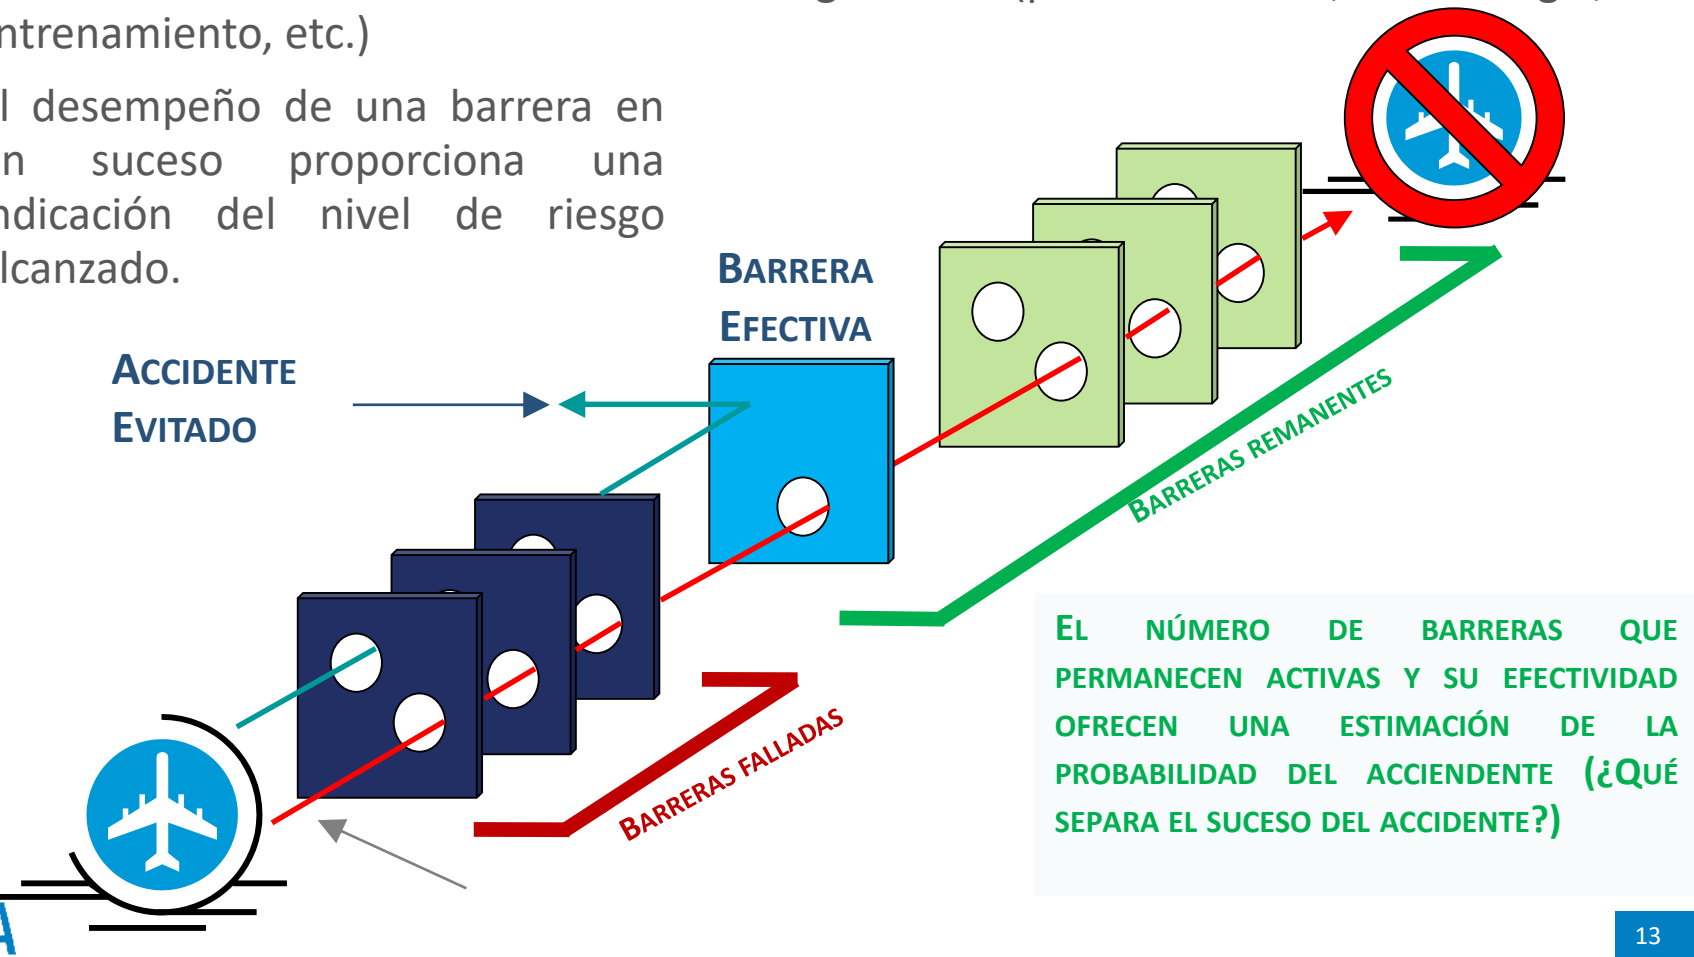 ntrenamiento, etc.)
l desempeño de una barrera en
n suceso proporciona una
ndicación del nivel de riesgo
lcanzado.
BARRERA
EFECTIVA
ACCIDENTE
EVITADO
BARRERAS REMANENTES
BARRERAS FALLADAS
EL NÚMERO DE BARRERAS QUE
PERMANECEN ACTIVAS Y SU EFECTIVIDAD
OFRECEN UNA ESTIMACIÓN DE LA
PROBABILIDAD DEL ACCIENDENTE (¿QUÉ
SEPARA EL SUCESO DEL ACCIDENTE?)
A
13